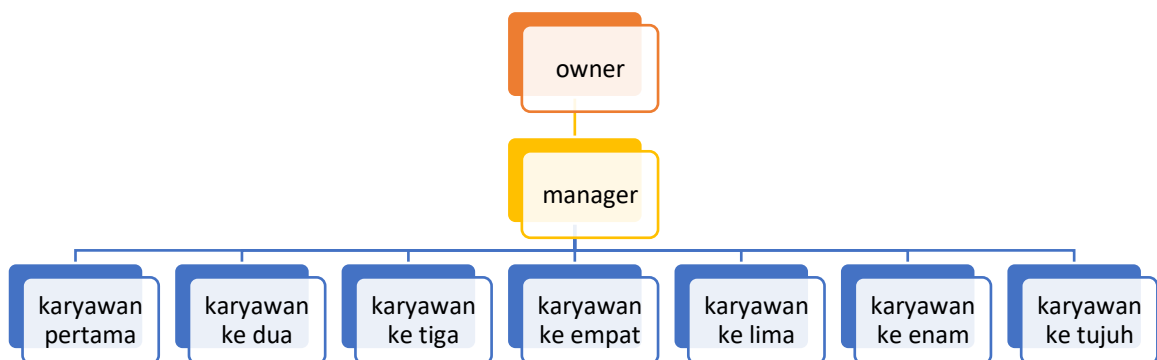 owner
manager
karyawan
pertama
karyawan
ke dua
karyawan
ke tiga
karyawan
ke empat
karyawan
ke lima
karyawan
ke enam
karyawan
ke tujuh